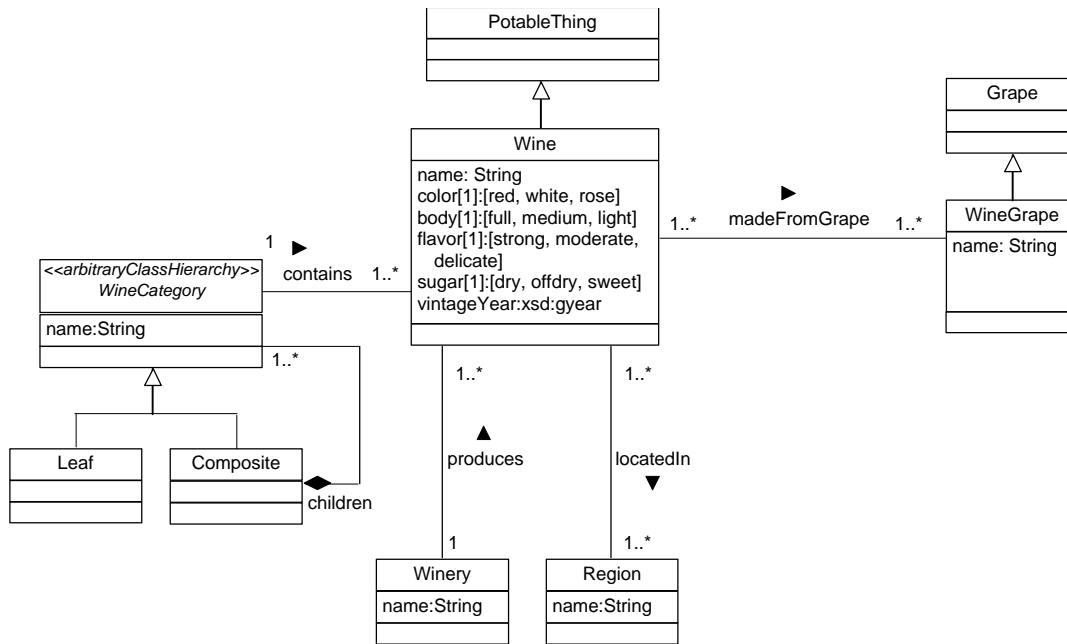 PotableThing
Grape
Wine
name: String
color[1]:[red, white, rose]
body[1]:[full, medium, light]
flavor[1]:[strong, moderate,
delicate]
sugar[1]:[dry, offdry, sweet]
vintageYear:xsd:gyear
1..*
madeFromGrape
1..*
WineGrape
name: String
1
contains
1..*
<<arbitraryClassHierarchy>>
WineCategory
name:String
1..*
1..*
1..*
Leaf
Composite
children
produces
locatedIn
1
1..*
Winery
name:String
Region
name:String